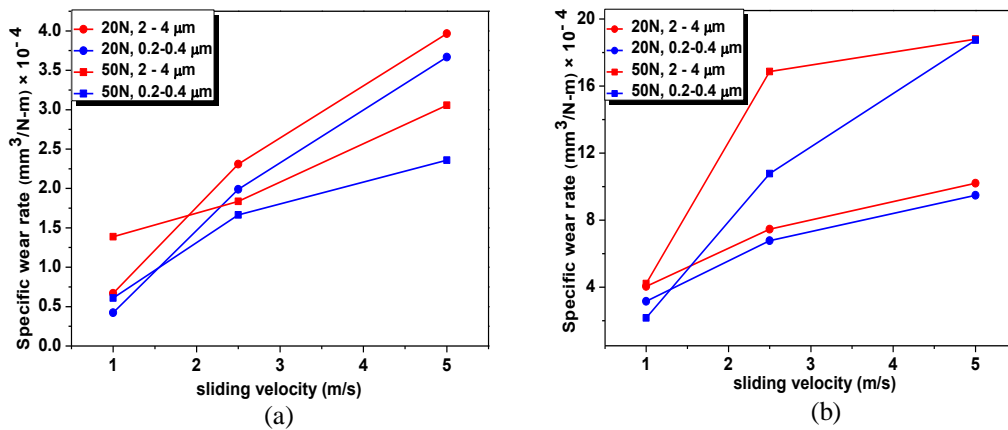 20N, 2 - 4 μm
20N, 0.2-0.4 μm
50N, 2 - 4 μm
50N, 0.2-0.4 μm
Specific wear rate (mm³/N-m) × 10⁻⁴
4.0
3.5
3.0
2.5
2.0
1.5
1.0
0.5
0.0
1 2 3 4 5
sliding velocity (m/s)
(a)
20N, 2 - 4 μm
20N, 0.2-0.4 μm
50N, 2 - 4 μm
50N, 0.2-0.4 μm
Specific wear rate (mm³/N-m) × 10⁻⁴
20
16
12
8
4
1 2 3 4 5
sliding velocity (m/s)
(b)